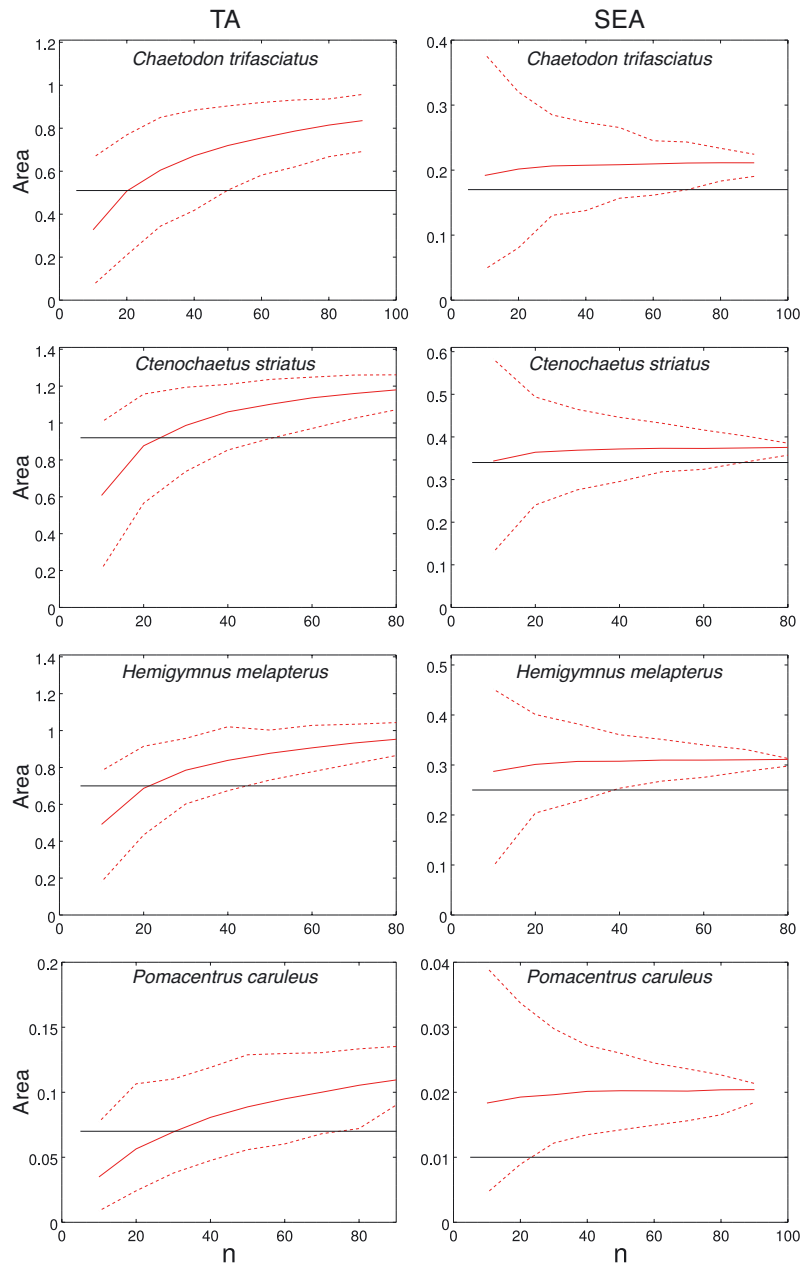 TA
SEA
Chaetodon trifasciatus
Area
1.2
1
0.8
0.6
0.4
0.2
0
0 20 40 60 80 100
Chaetodon trifasciatus
0.4
0.3
0.2
0.1
0
0 20 40 60 80 100
Ctenochaetus striatus
Area
1.4
1.2
1
0.8
0.6
0.4
0.2
0
0 20 40 60 80
Ctenochaetus striatus
0.6
0.5
0.4
0.3
0.2
0.1
0
0 20 40 60 80
Hemigymnus melapterus
Area
1.4
1.2
1
0.8
0.6
0.4
0.2
0
0 20 40 60 80
Hemigymnus melapterus
0.5
0.4
0.3
0.2
0.1
0
0 20 40 60 80
Pomacentrus caruleus
Area
0.2
0.15
0.1
0.05
0
0 20 40 60 80
n
Pomacentrus caruleus
0.04
0.03
0.02
0.01
0
0 20 40 60 80 100
n